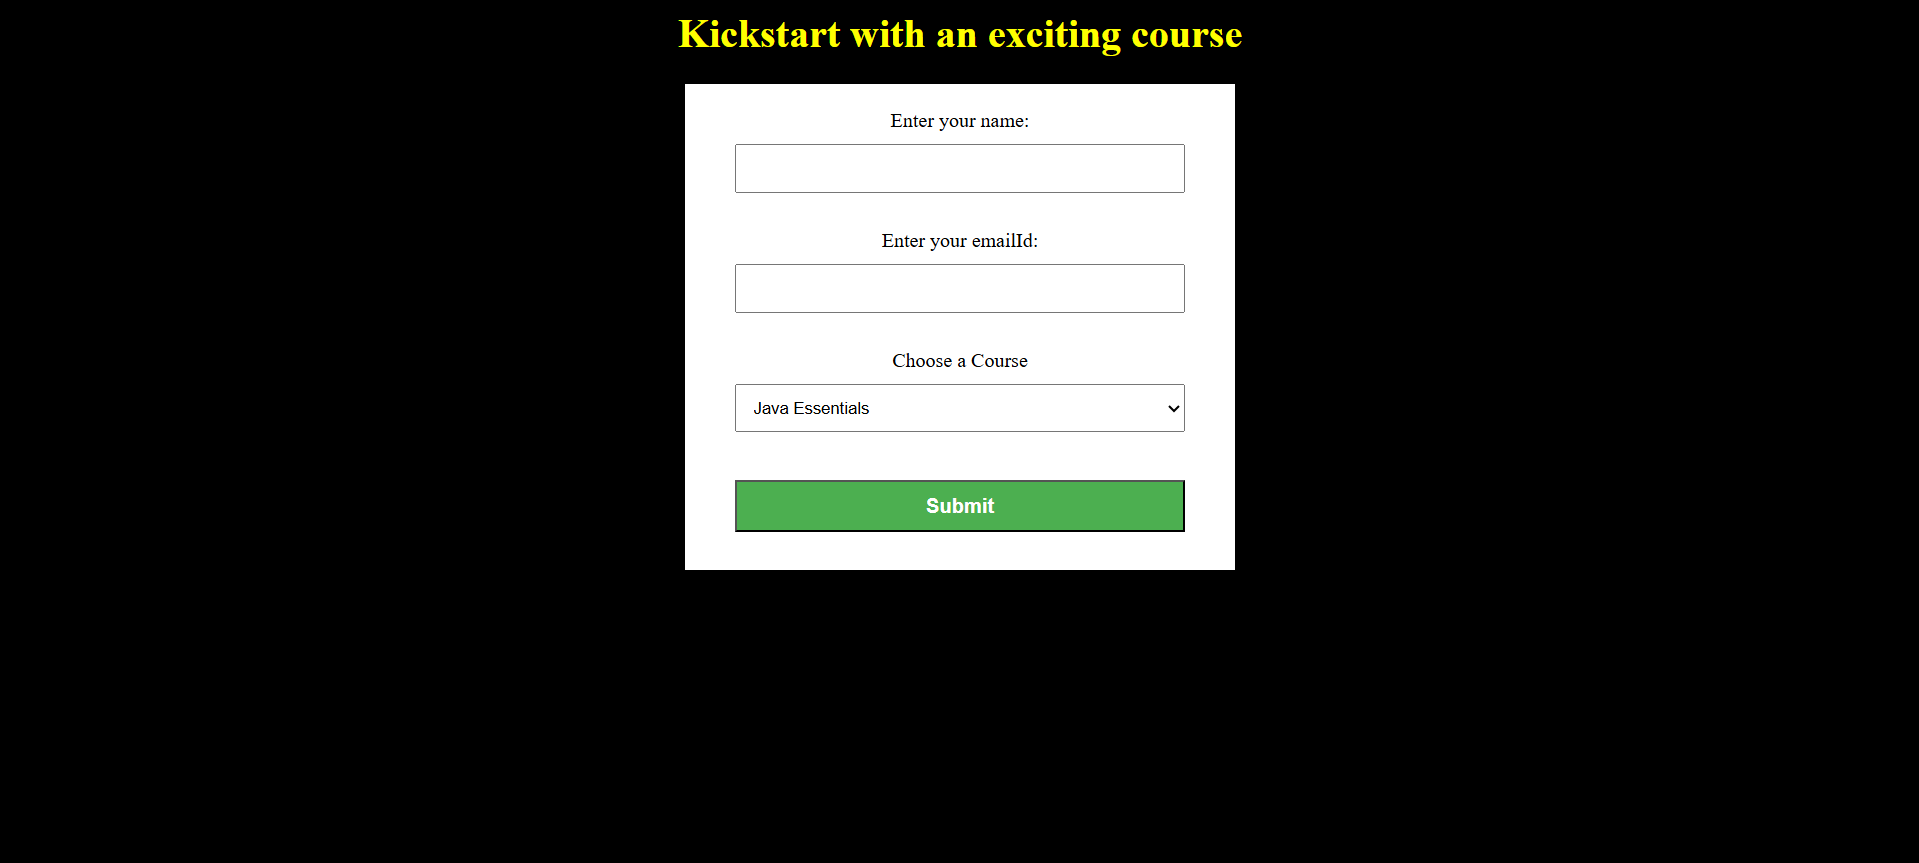 Kickstart with an exciting course
Enter your name:
Enter your emailId:
Choose a Course
Java Essentials
Submit